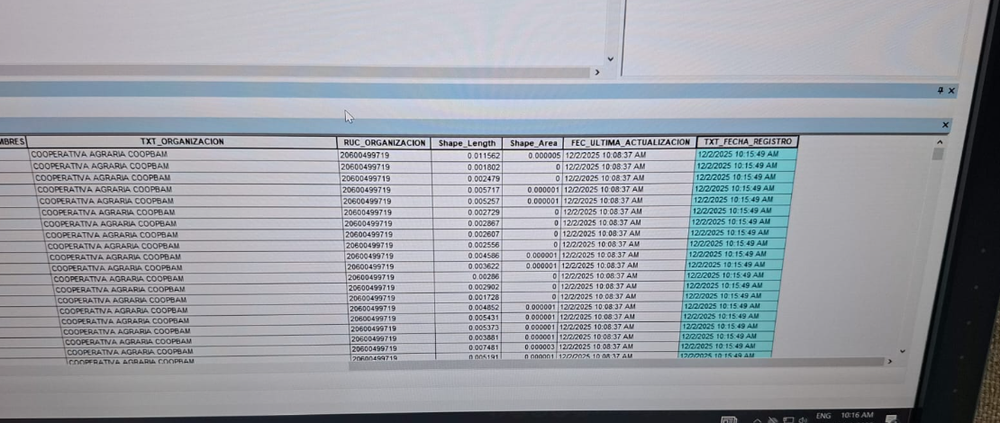 MBRES TXT_ORGANIZACION RUC_ORGANIZACION Shape_Length Shape_Area FEC_ULTIMA_ACTUALIZACION TXT_FECHA_REGISTRO
COOPERATIVA AGRARIA COOPBAM 20600499719 0.011562 0.000005 12/2/2025 10:08:37 AM 12/2/2025 10:15:49 AM
COOPERATIVA AGRARIA COOPBAM 20600499719 0.001802 0 12/2/2025 10:08:37 AM 12/2/2025 10:15:49 AM
COOPERATIVA AGRARIA COOPBAM 20600499719 0.002479 0 12/2/2025 10:08:37 AM 12/2/2025 10:15:49 AM
COOPERATIVA AGRARIA COOPBAM 20600499719 0.005717 0.000001 12/2/2025 10:08:37 AM 12/2/2025 10:15:49 AM
COOPERATIVA AGRARIA COOPBAM 20600499719 0.005257 0.000001 12/2/2025 10:08:37 AM 12/2/2025 10:15:49 AM
COOPERATIVA AGRARIA COOPBAM 20600499719 0.002729 0 12/2/2025 10:08:37 AM 12/2/2025 10:15:49 AM
COOPERATIVA AGRARIA COOPBAM 20600499719 0.002867 0 12/2/2025 10:08:37 AM 12/2/2025 10:15:49 AM
COOPERATIVA AGRARIA COOPBAM 20600499719 0.002607 0 12/2/2025 10:08:37 AM 12/2/2025 10:15:49 AM
COOPERATIVA AGRARIA COOPBAM 20600499719 0.002556 0 12/2/2025 10:08:37 AM 12/2/2025 10:15:49 AM
COOPERATIVA AGRARIA COOPBAM 20600499719 0.004586 0.000001 12/2/2025 10:08:37 AM 12/2/2025 10:15:49 AM
COOPERATIVA AGRARIA COOPBAM 20600499719 0.003622 0.000001 12/2/2025 10:08:37 AM 12/2/2025 10:15:49 AM
COOPERATIVA AGRARIA COOPBAM 20600499719 0.00286 0 12/2/2025 10:08:37 AM 12/2/2025 10:15:49 AM
COOPERATIVA AGRARIA COOPBAM 20600499719 0.002902 0 12/2/2025 10:08:37 AM 12/2/2025 10:15:49 AM
COOPERATIVA AGRARIA COOPBAM 20600499719 0.001728 0 12/2/2025 10:08:37 AM 12/2/2025 10:15:49 AM
COOPERATIVA AGRARIA COOPBAM 20600499719 0.004852 0.000001 12/2/2025 10:08:37 AM 12/2/2025 10:15:49 AM
COOPERATIVA AGRARIA COOPBAM 20600499719 0.005431 0.000001 12/2/2025 10:08:37 AM 12/2/2025 10:15:49 AM
COOPERATIVA AGRARIA COOPBAM 20600499719 0.005373 0.000001 12/2/2025 10:08:37 AM 12/2/2025 10:15:49 AM
COOPERATIVA AGRARIA COOPBAM 20600499719 0.003881 0.000001 12/2/2025 10:08:37 AM 12/2/2025 10:15:49 AM
COOPERATIVA AGRARIA COOPBAM 20600499719 0.007481 0.000003 12/2/2025 10:08:37 AM 12/2/2025 10:15:49 AM
COOPERATIVA AGRARIA COOPBAM 20600499719 0.005191 0.000001 12/2/2025 10:08:37 AM 12/2/2025 10:15:49 AM
ENG 10:16 AM